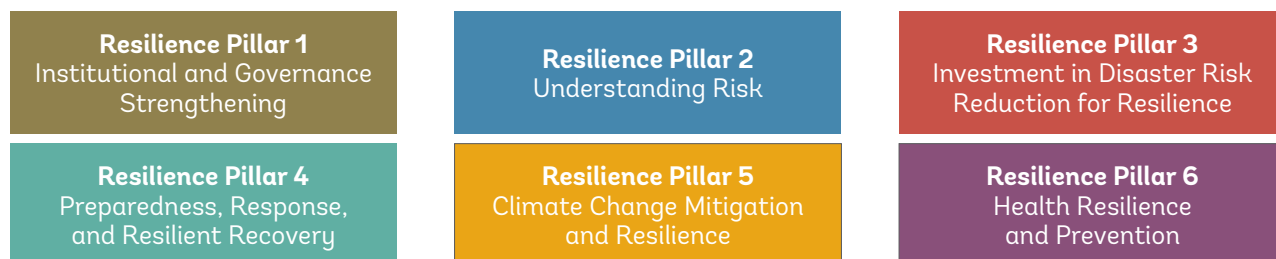 Resilience Pillar 1
Institutional and Governance
Strengthening
Resilience Pillar 2
Understanding Risk
Resilience Pillar 3
Investment in Disaster Risk
Reduction for Resilience
Resilience Pillar 4
Preparedness, Response,
and Resilient Recovery
Resilience Pillar 5
Climate Change Mitigation
and Resilience
Resilience Pillar 6
Health Resilience
and Prevention